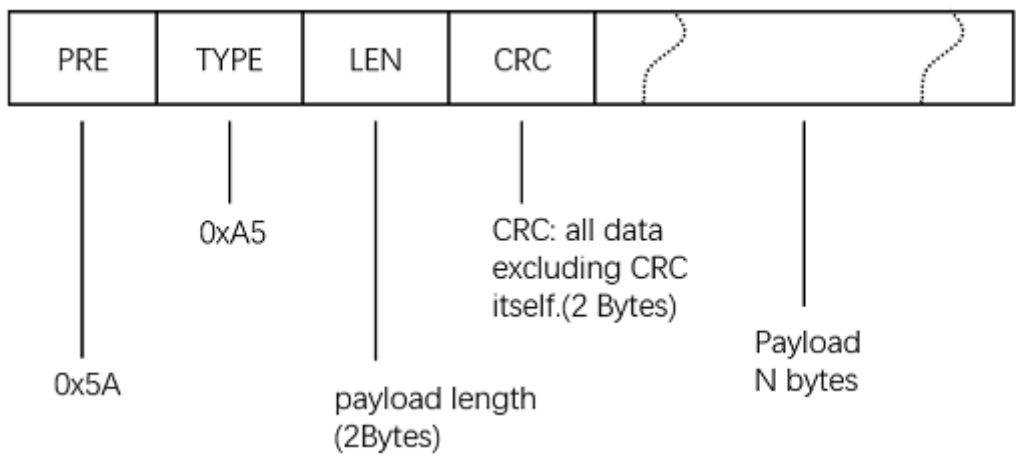 PRE TYPE LEN CRC
0xA5
CRC: all data
excluding CRC
itself.(2 Bytes)
Payload
N bytes
0x5A
payload length
(2Bytes)